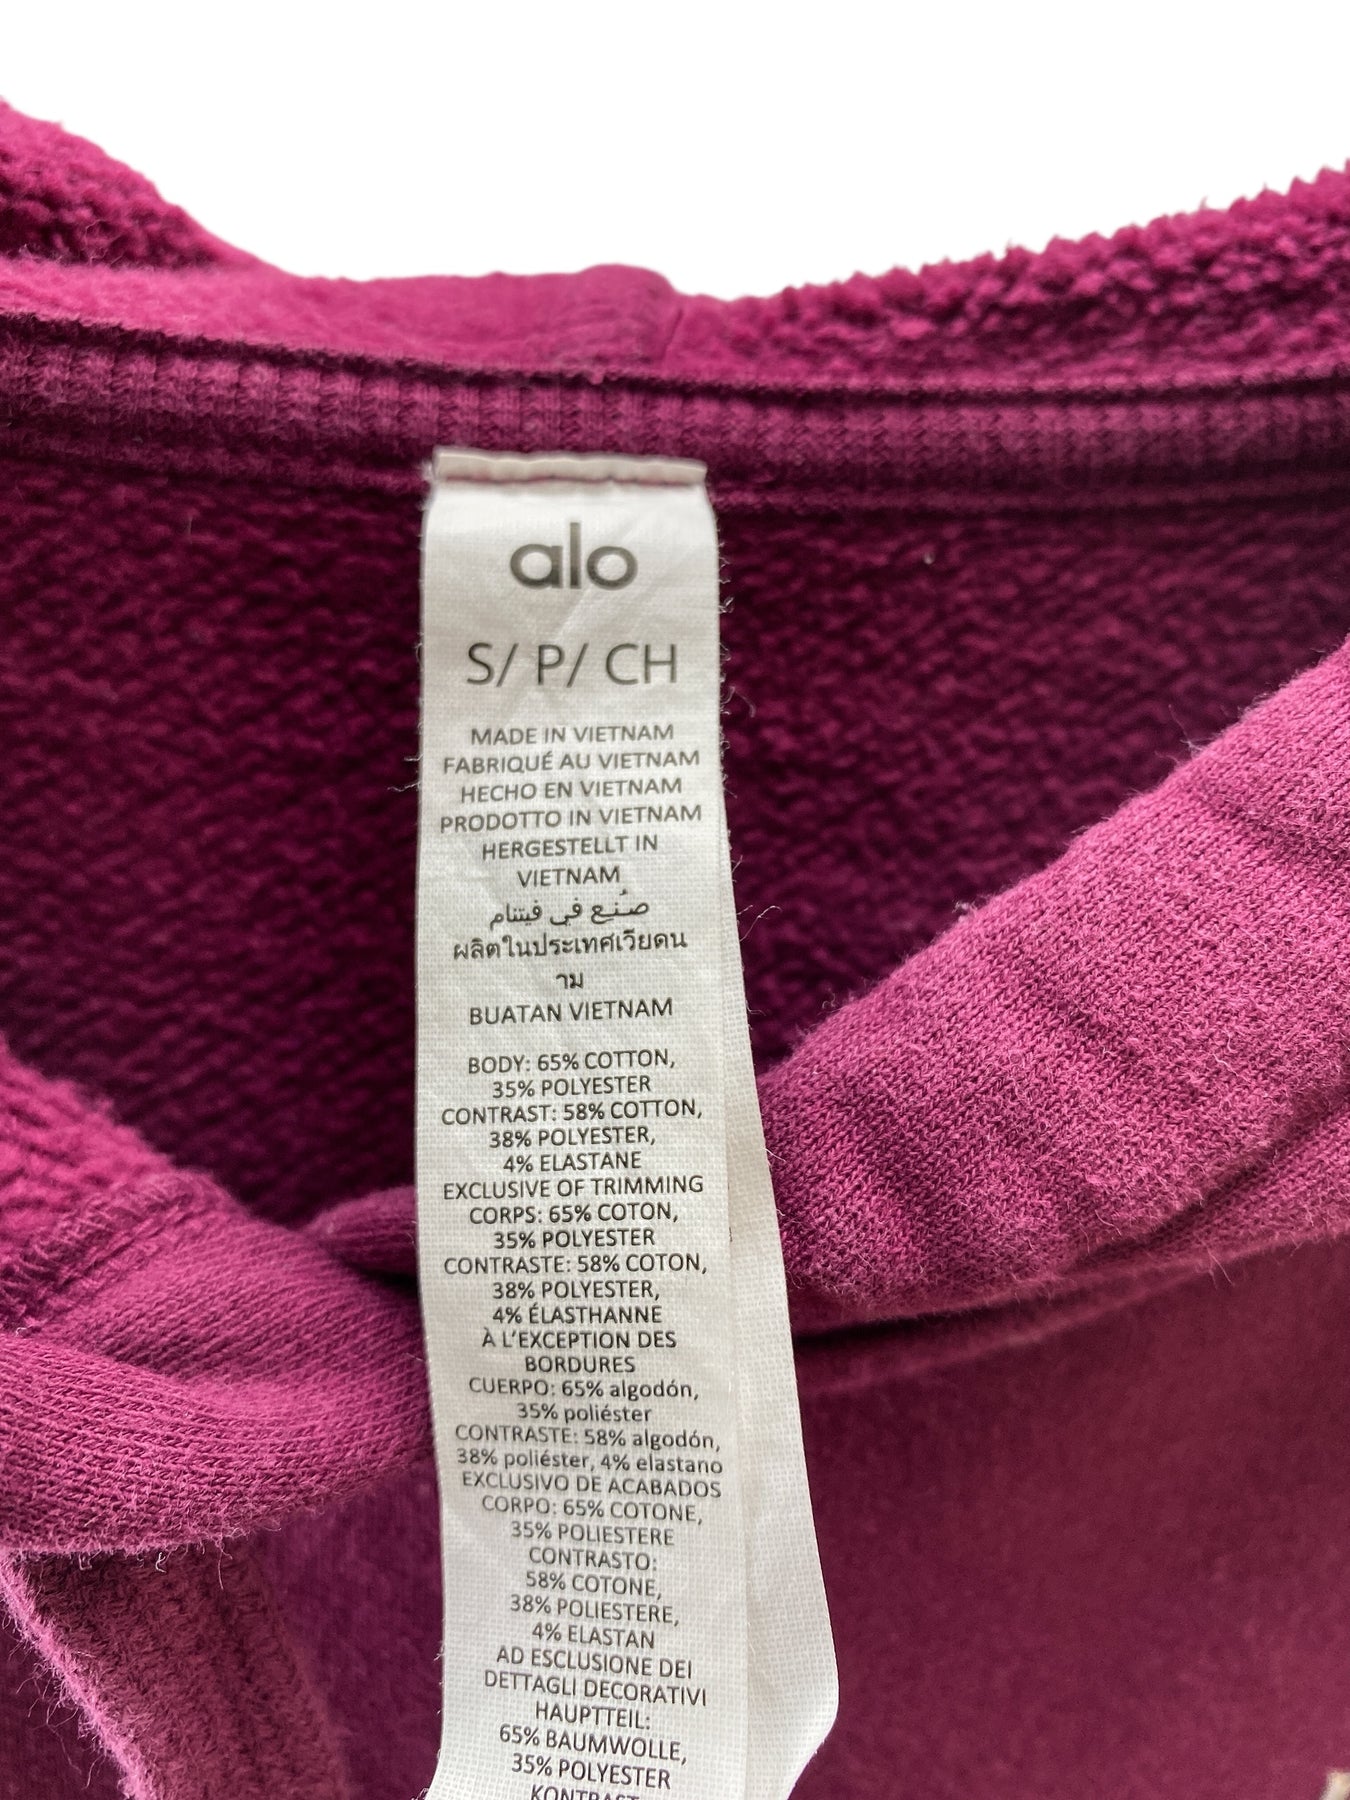 alo
S/ P/ CH
MADE IN VIETNAM
FABRIQUÉ AU VIETNAM
HECHO EN VIETNAM
PRODOTTO IN VIETNAM
HERGESTELLT IN
VIETNAM
صُنِع في فيتنام
ผลิตในประเทศเวียดน
าม
BUATAN VIETNAM
BODY: 65% COTTON,
35% POLYESTER
CONTRAST: 58% COTTON,
38% POLYESTER,
4% ELASTANE
EXCLUSIVE OF TRIMMING
CORPS: 65% COTON,
35% POLYESTER
CONTRASTE: 58% COTON,
38% POLYESTER,
4% ÉLASTHANNE
À L'EXCEPTION DES
BORDURES
CUERPO: 65% algodón,
35% poliéster
CONTRASTE: 58% algodón,
38% poliéster, 4% elastano
EXCLUSIVO DE ACABADOS
CORPO: 65% COTONE,
35% POLIESTERE
CONTRASTO:
58% COTONE,
38% POLIESTERE,
4% ELASTAN
AD ESCLUSIONE DEI
DETTAGLI DECORATIVI
HAUPTTEIL:
65% BAUMWOLLE,
35% POLYESTER